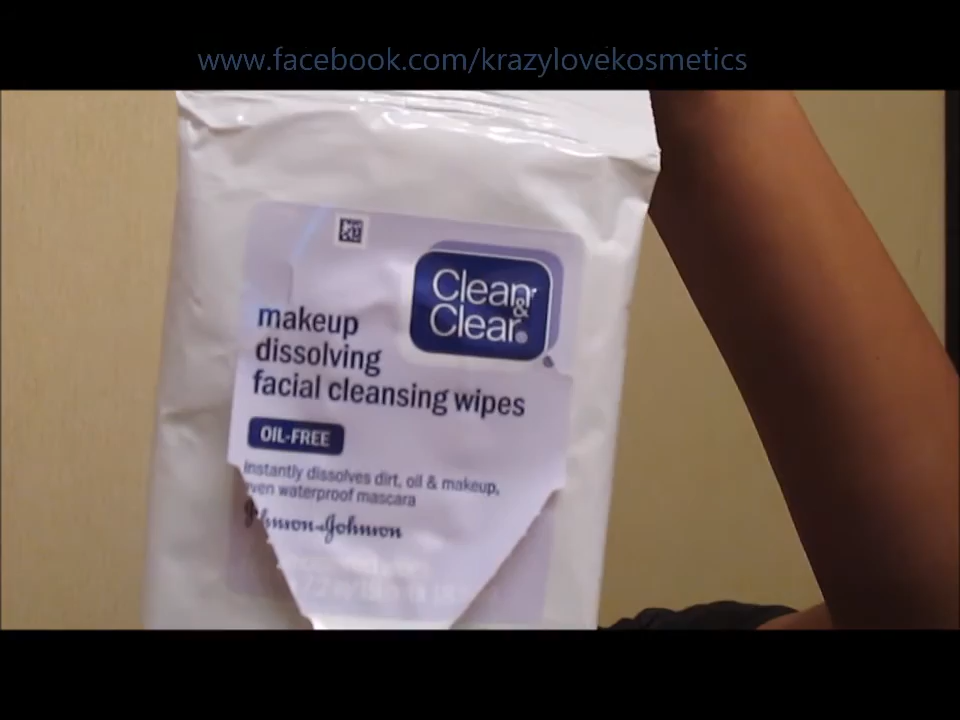 www.facebook.com/krazylovekosmetics
Clean
&
Clear®
makeup
dissolving
facial cleansing wipes
OIL-FREE
Instantly dissolves dirt, oil & makeup,
ven waterproof mascara
Johnson-Johnson